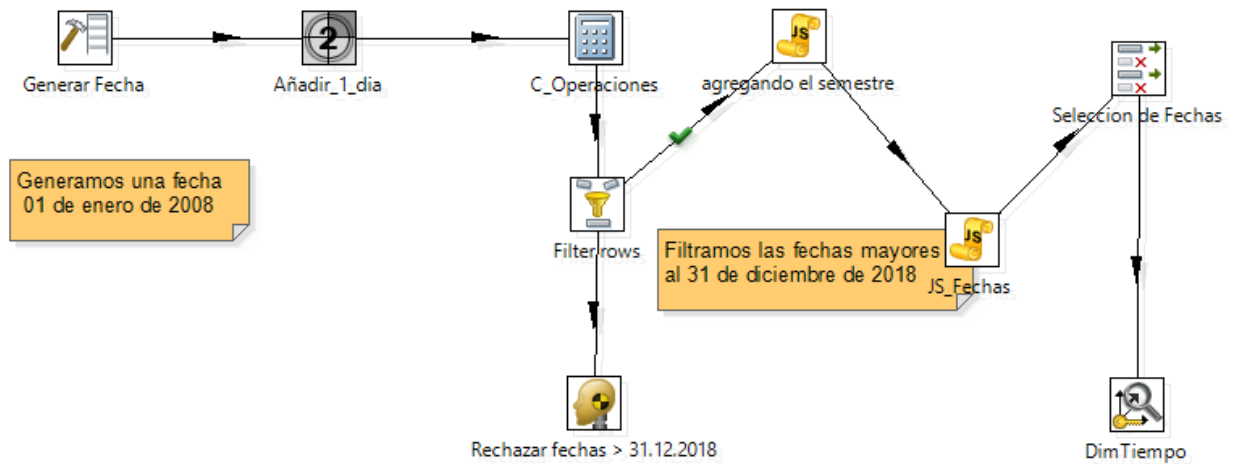 Generar Fecha
2
Añadir_1_dia
C_Operaciones
JS
agregando el semestre
Seleccion de Fechas
Generamos una fecha
01 de enero de 2008
Filter rows
Filtramos las fechas mayores
al 31 de diciembre de 2018
JS
JS_Fechas
Rechazar fechas > 31.12.2018
DimTiempo